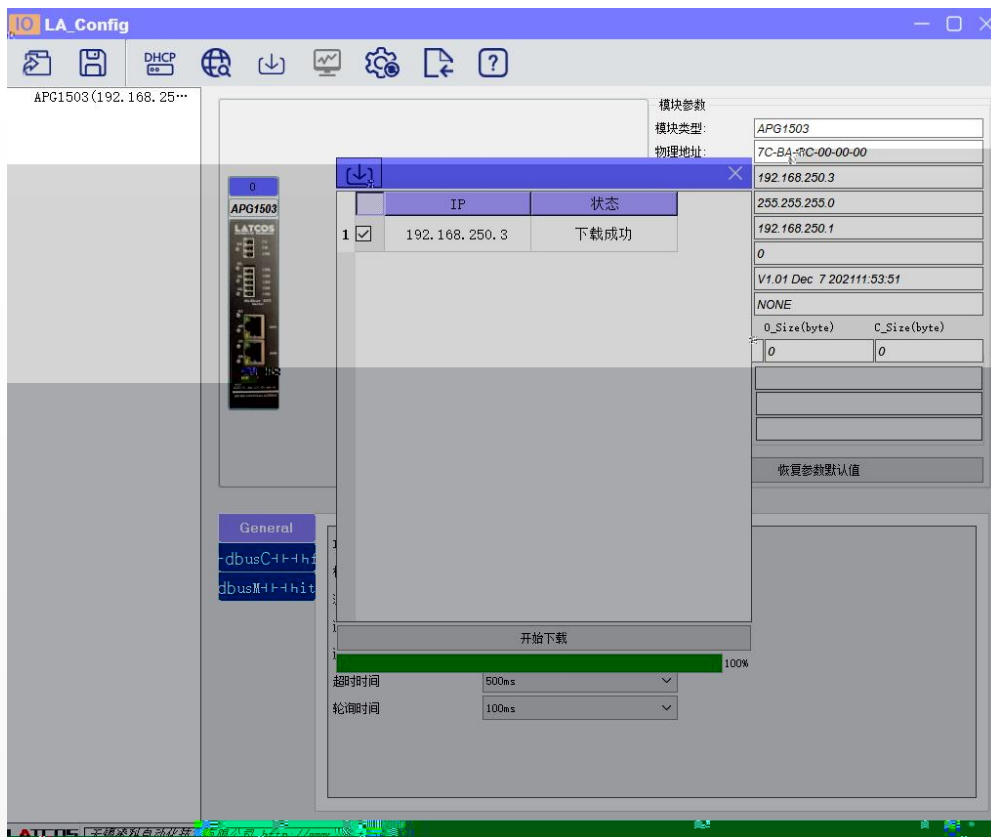 IO LA_Config
DHCP
APG1503(192.168.25…
模块参数
模块类型: APG1503
物理地址: 7C-BA-
192.168.250.3
255.255.255.0
192.168.250.1
0
V1.01 Dec 7 202111:53:51
NONE
O_Size(byte) C_Size(byte)
0 0
恢复参数默认值
0
APG1503
LATCOS
IP 状态
1 192.168.250.3 下载成功
开始下载
100%
General
超时时间 500ms
轮询时间 100ms